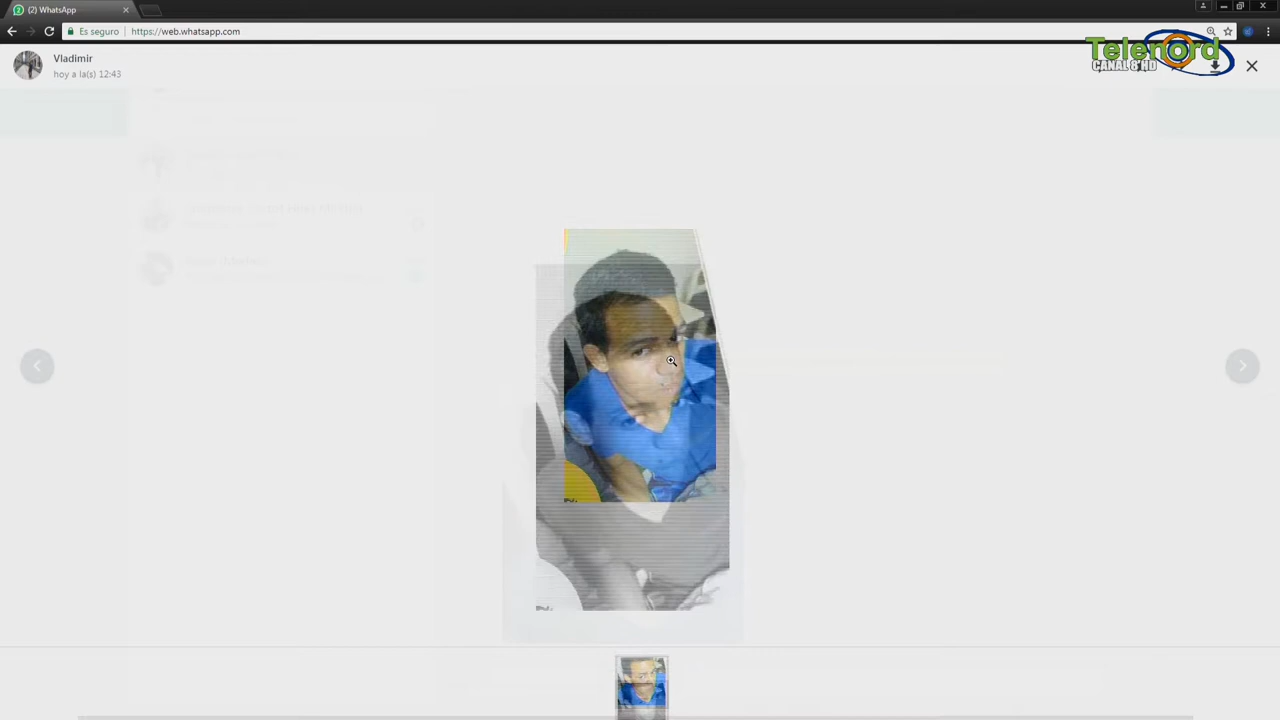 (2) WhatsApp
Es seguro
https://web.whatsapp.com
Telenord
CANAL 8 HD
Vladimir
hoy a la(s) 12:43